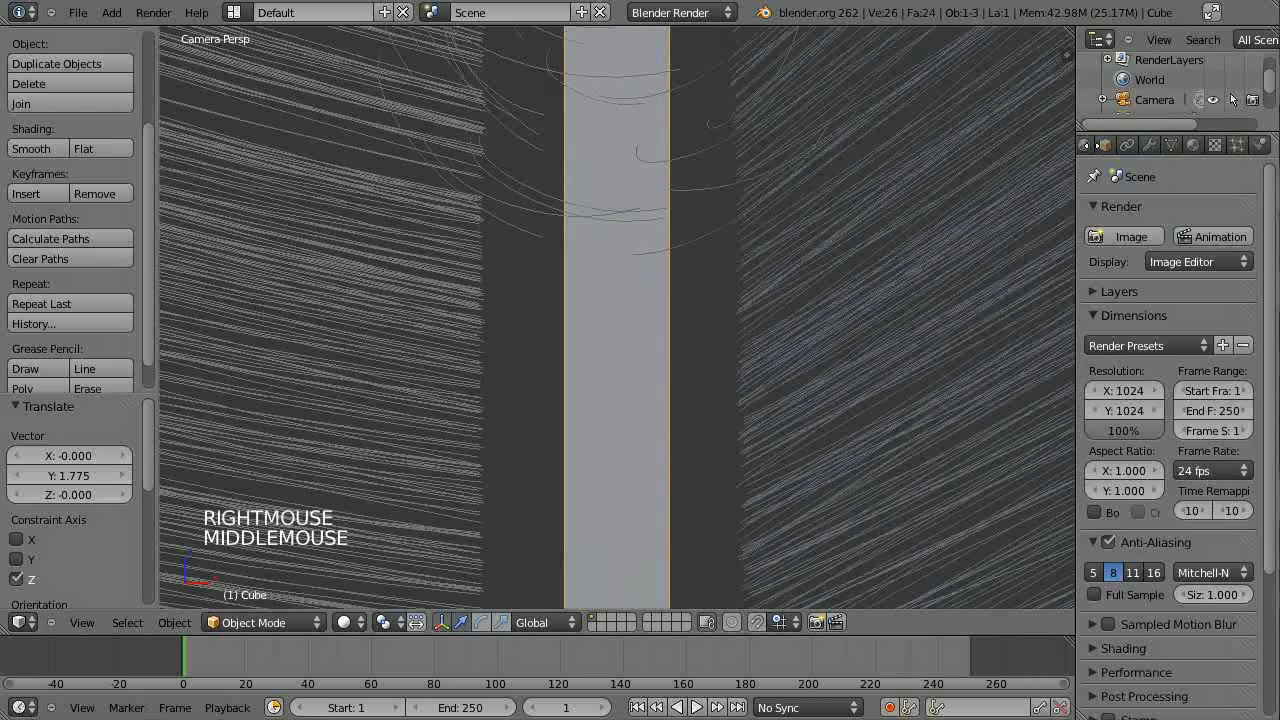 File Add Render Help Default Scene Blender Render blender.org 262 | Ve:26 | Fa:24 | Ob:1-3 | La:1 | Mem:42.98M (25.17M) | Cube
Object:
Duplicate Objects
Delete
Join
Shading:
Smooth Flat
Keyframes:
Insert Remove
Motion Paths:
Calculate Paths
Clear Paths
Repeat:
Repeat Last
History...
Grease Pencil:
Draw Line
Poly Erase
Translate
Vector
X: -0.000
Y: 1.775
Z: -0.000
Constraint Axis
X
Y
Z
Orientation
Camera Persp
RIGHTMOUSE
MIDDLEMOUSE
(1) Cube
View Select Object Object Mode Global
View Search All Scen
RenderLayers
World
Camera
Scene
Render
Image Animation
Display: Image Editor
Layers
Dimensions
Render Presets
Resolution: Frame Range:
X: 1024 Start Fra: 1
Y: 1024 End F: 250
100% Frame S: 1
Aspect Ratio: Frame Rate:
X: 1.000 24 fps
Y: 1.000 Time Remappi
Bo Cr 10 10
Anti-Aliasing
5 8 11 16 Mitchell-N
Full Sample Siz: 1.000
Sampled Motion Blur
Shading
Performance
Post Processing
-40 -20 0 20 40 60 80 100 120 140 160 180 200 220 240 260
View Marker Frame Playback Start: 1 End: 250 1 No Sync